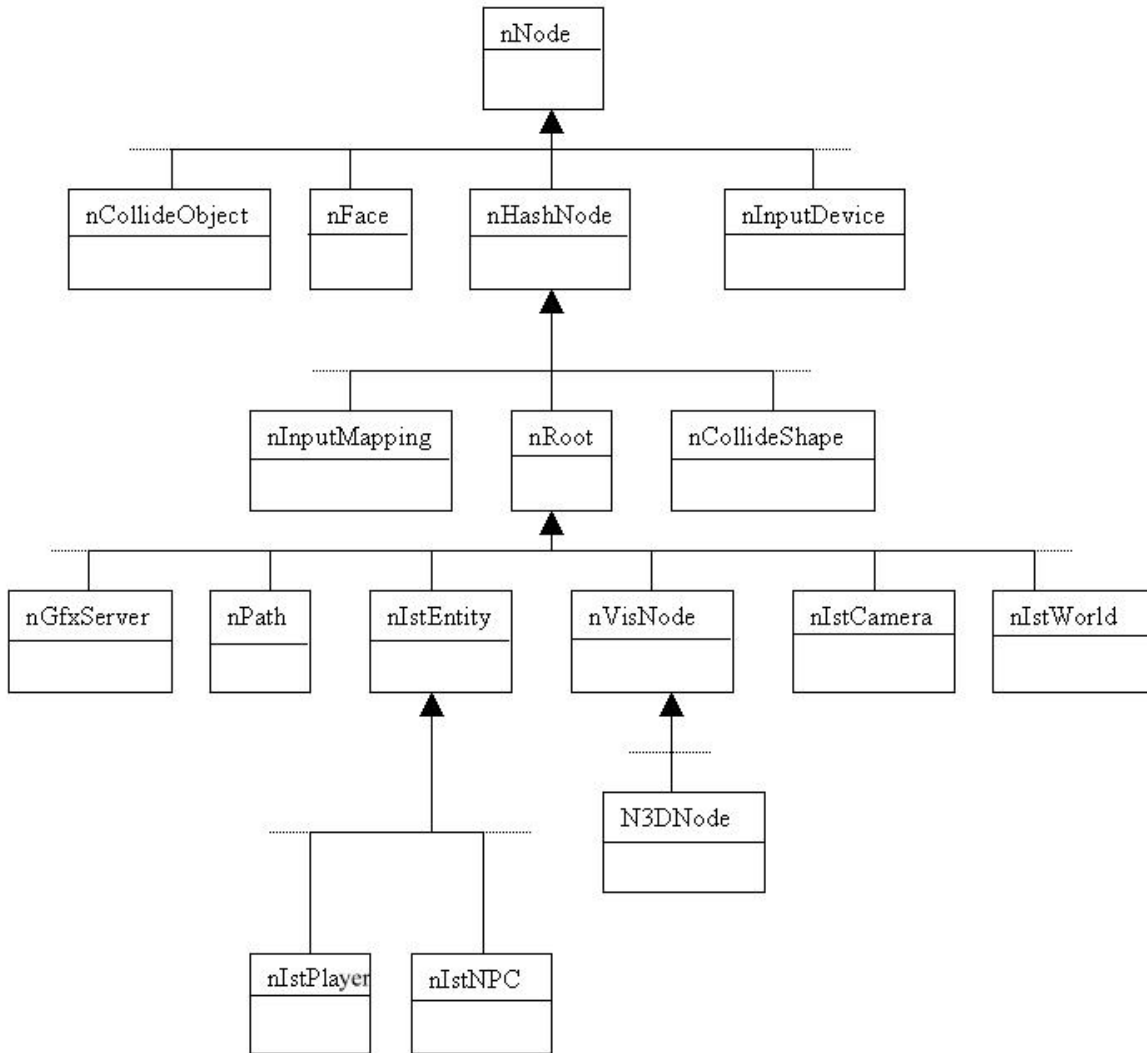 nNode
nCollideObject
nFace
nHashNode
nInputDevice
nInputMapping
nRoot
nCollideShape
nGfxServer
nPath
nIstEntity
nVisNode
nIstCamera
nIstWorld
N3DNode
nIstPlayer
nIstNPC